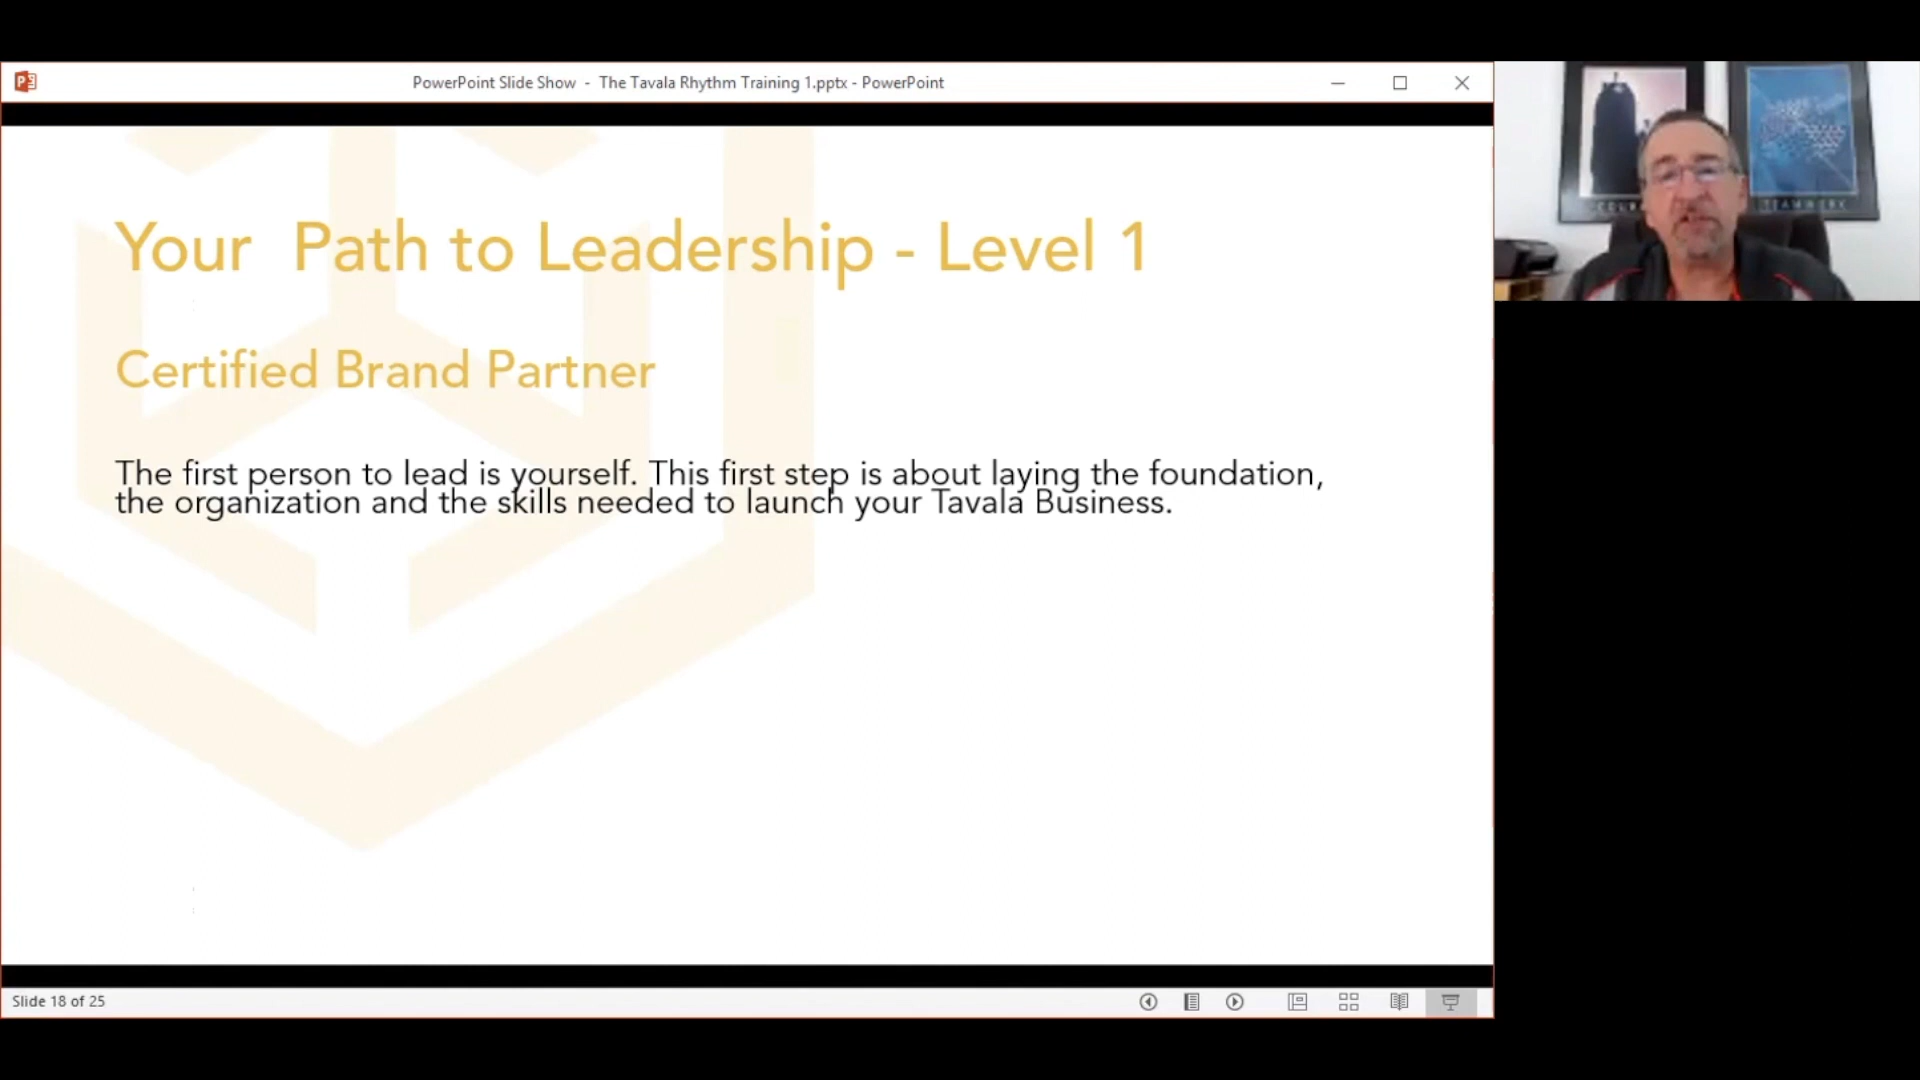 PowerPoint Slide Show - The Tavala Rhythm Training 1.pptx - PowerPoint
Your Path to Leadership - Level 1
Certified Brand Partner
The first person to lead is yourself. This first step is about laying the foundation,
the organization and the skills needed to launch your Tavala Business.
Slide 18 of 25
TEAMWORK